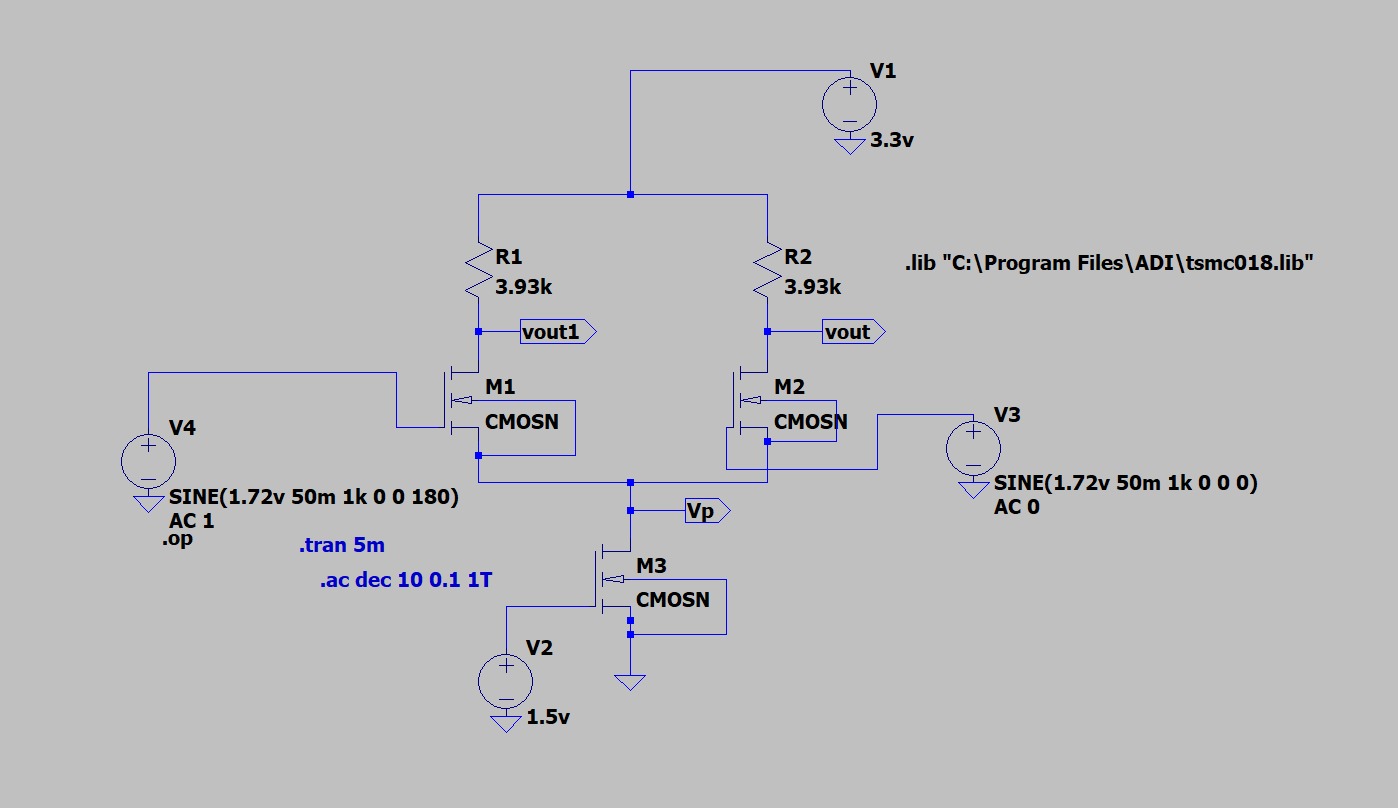 V1
3.3v
R1
3.93k
R2
3.93k
.lib "C:\Program Files\ADI\tsmc018.lib"
vout1
vout
M1
CMOSN
M2
CMOSN
V4
SINE(1.72v 50m 1k 0 0 180)
AC 1
.op
V3
SINE(1.72v 50m 1k 0 0 0)
AC 0
Vp
.tran 5m
.ac dec 10 0.1 1T
M3
CMOSN
V2
1.5v